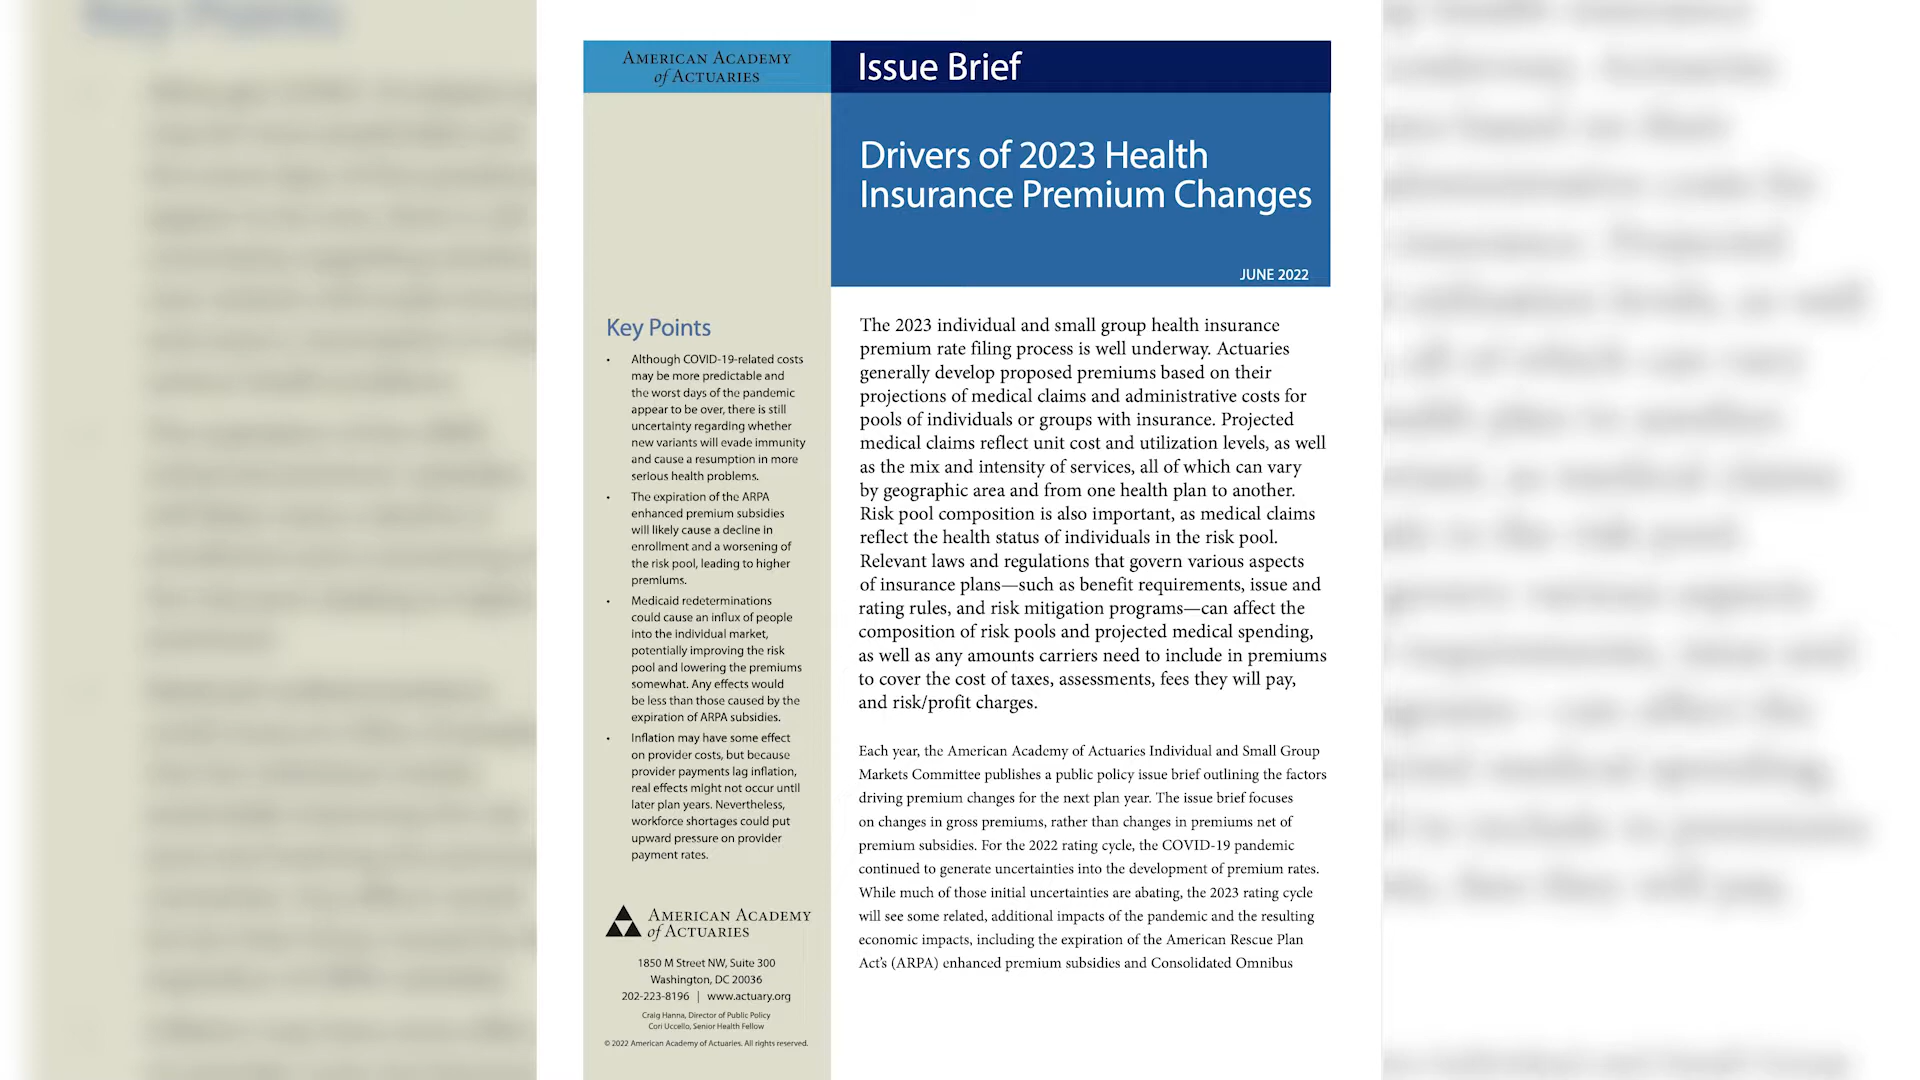 AMERICAN ACADEMY
of ACTUARIES
Issue Brief
Drivers of 2023 Health
Insurance Premium Changes
JUNE 2022
Key Points
• Although COVID-19-related costs
may be more predictable and
the worst days of the pandemic
appear to be over, there is still
uncertainty regarding whether
new variants will evade immunity
and cause a resumption in more
serious health problems.
• The expiration of the ARPA
enhanced premium subsidies
will likely cause a decline in
enrollment and a worsening of
the risk pool, leading to higher
premiums.
• Medicaid redeterminations
could cause an influx of people
into the individual market,
potentially improving the risk
pool and lowering the premiums
somewhat. Any effects would
be less than those caused by the
expiration of ARPA subsidies.
• Inflation may have some effect
on provider costs, but because
provider payments lag inflation,
real effects might not occur until
later plan years. Nevertheless,
workforce shortages could put
upward pressure on provider
payment rates.
AMERICAN ACADEMY
of ACTUARIES
1850 M Street NW, Suite 300
Washington, DC 20036
202-223-8196 | www.actuary.org
Craig Hanna, Director of Public Policy
Cori Uccello, Senior Health Fellow
© 2022 American Academy of Actuaries. All rights reserved.
The 2023 individual and small group health insurance
premium rate filing process is well underway. Actuaries
generally develop proposed premiums based on their
projections of medical claims and administrative costs for
pools of individuals or groups with insurance. Projected
medical claims reflect unit cost and utilization levels, as well
as the mix and intensity of services, all of which can vary
by geographic area and from one health plan to another.
Risk pool composition is also important, as medical claims
reflect the health status of individuals in the risk pool.
Relevant laws and regulations that govern various aspects
of insurance plans—such as benefit requirements, issue and
rating rules, and risk mitigation programs—can affect the
composition of risk pools and projected medical spending,
as well as any amounts carriers need to include in premiums
to cover the cost of taxes, assessments, fees they will pay,
and risk/profit charges.
Each year, the American Academy of Actuaries Individual and Small Group
Markets Committee publishes a public policy issue brief outlining the factors
driving premium changes for the next plan year. The issue brief focuses
on changes in gross premiums, rather than changes in premiums net of
premium subsidies. For the 2022 rating cycle, the COVID-19 pandemic
continued to generate uncertainties into the development of premium rates.
While much of those initial uncertainties are abating, the 2023 rating cycle
will see some related, additional impacts of the pandemic and the resulting
economic impacts, including the expiration of the American Rescue Plan
Act's (ARPA) enhanced premium subsidies and Consolidated Omnibus